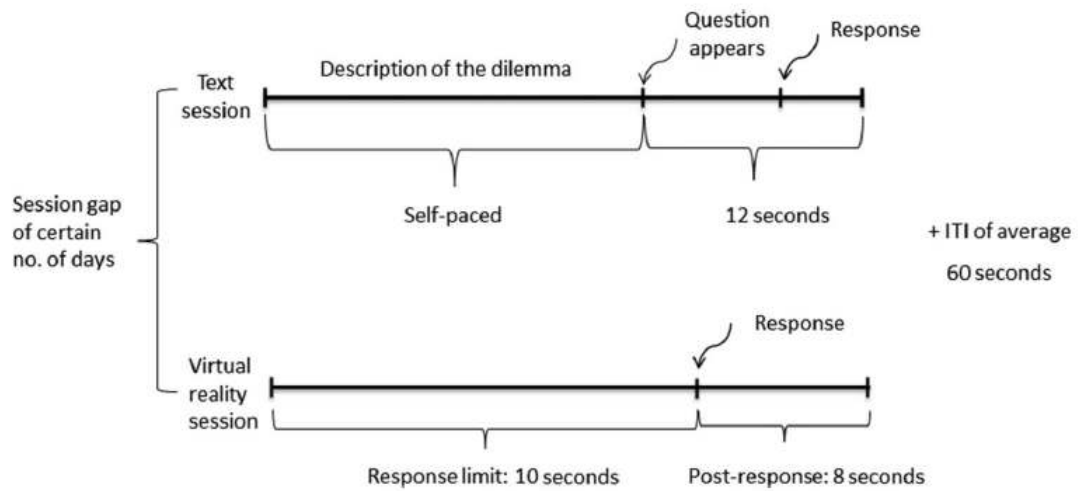 Question
appears
Response
Description of the dilemma
Text
session
Self-paced
12 seconds
Session gap
of certain
no. of days
+ ITI of average
60 seconds
Response
Virtual
reality
session
Response limit: 10 seconds
Post-response: 8 seconds